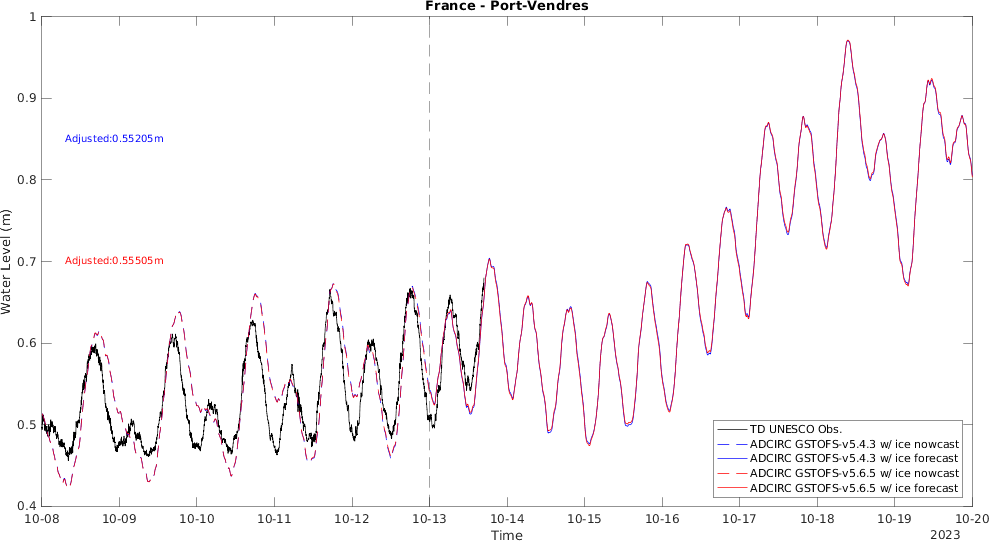 France - Port-Vendres
1
0.9
0.8
0.7
0.6
0.5
0.4
Water Level (m)
Adjusted:0.55205m
Adjusted:0.55505m
TD UNESCO Obs.
ADCIRC GSTOFS-v5.4.3 w/ ice nowcast
ADCIRC GSTOFS-v5.4.3 w/ ice forecast
ADCIRC GSTOFS-v5.6.5 w/ ice nowcast
ADCIRC GSTOFS-v5.6.5 w/ ice forecast
10-08 10-09 10-10 10-11 10-12 10-13 10-14 10-15 10-16 10-17 10-18 10-19 10-20
Time
2023